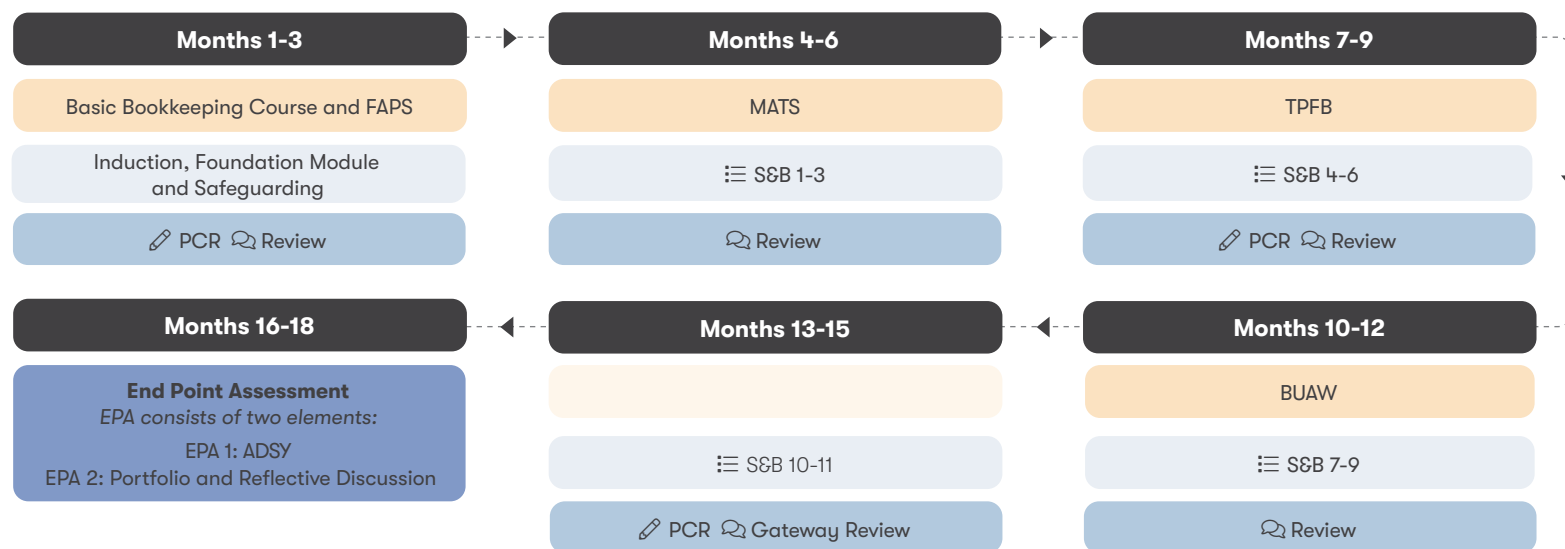 Months 1-3
Months 4-6
Months 7-9
Basic Bookkeeping Course and FAPS
MATS
TPFB
Induction, Foundation Module
and Safeguarding
S&B 1-3
S&B 4-6
PCR Review
Review
PCR Review
Months 16-18
Months 13-15
Months 10-12
End Point Assessment
EPA consists of two elements:
EPA 1: ADSY
EPA 2: Portfolio and Reflective Discussion
BUAW
S&B 10-11
S&B 7-9
PCR Gateway Review
Review